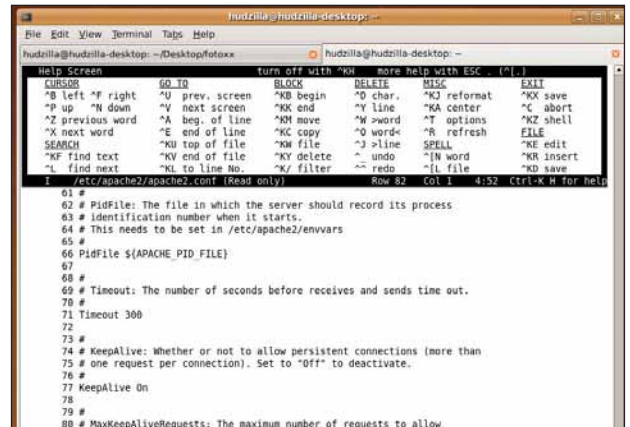 hudzilla@hudzilla-desktop: ~
File Edit View Terminal Tabs Help
hudzilla@hudzilla-desktop: ~/Desktop/fotoxx hudzilla@hudzilla-desktop: ~
Help Screen turn off with ^KH more help with ESC . (^[.)
CURSOR GO TO BLOCK DELETE MISC EXIT
^B left ^F right ^U prev. screen ^KB begin ^D char. ^KJ reformat ^KX save
^P up ^N down ^V next screen ^KK end ^Y line ^KA center ^C abort
^Z previous word ^A beg. of line ^KM move ^W >word ^T options ^KZ shell
^X next word ^E end of line ^KC copy ^O word< ^R refresh FILE
SEARCH ^KU top of file ^KW file ^J >line SPELL ^KE edit
^KF find text ^KV end of file ^KY delete ^_ undo ^[N word ^KR insert
^L find next ^KL to line No. ^K/ filter ^^ redo ^[L file ^KD save
I /etc/apache2/apache2.conf (Read only) Row 82 Col 1 4:52 Ctrl-K H for help
61 #
62 # PidFile: The file in which the server should record its process
63 # identification number when it starts.
64 # This needs to be set in /etc/apache2/envvars
65 #
66 PidFile ${APACHE_PID_FILE}
67
68 #
69 # Timeout: The number of seconds before receives and sends time out.
70 #
71 Timeout 300
72
73 #
74 # KeepAlive: Whether or not to allow persistent connections (more than
75 # one request per connection). Set to "Off" to deactivate.
76 #
77 KeepAlive On
78
79 #
80 # MaxKeepAliveRequests: The maximum number of requests to allow